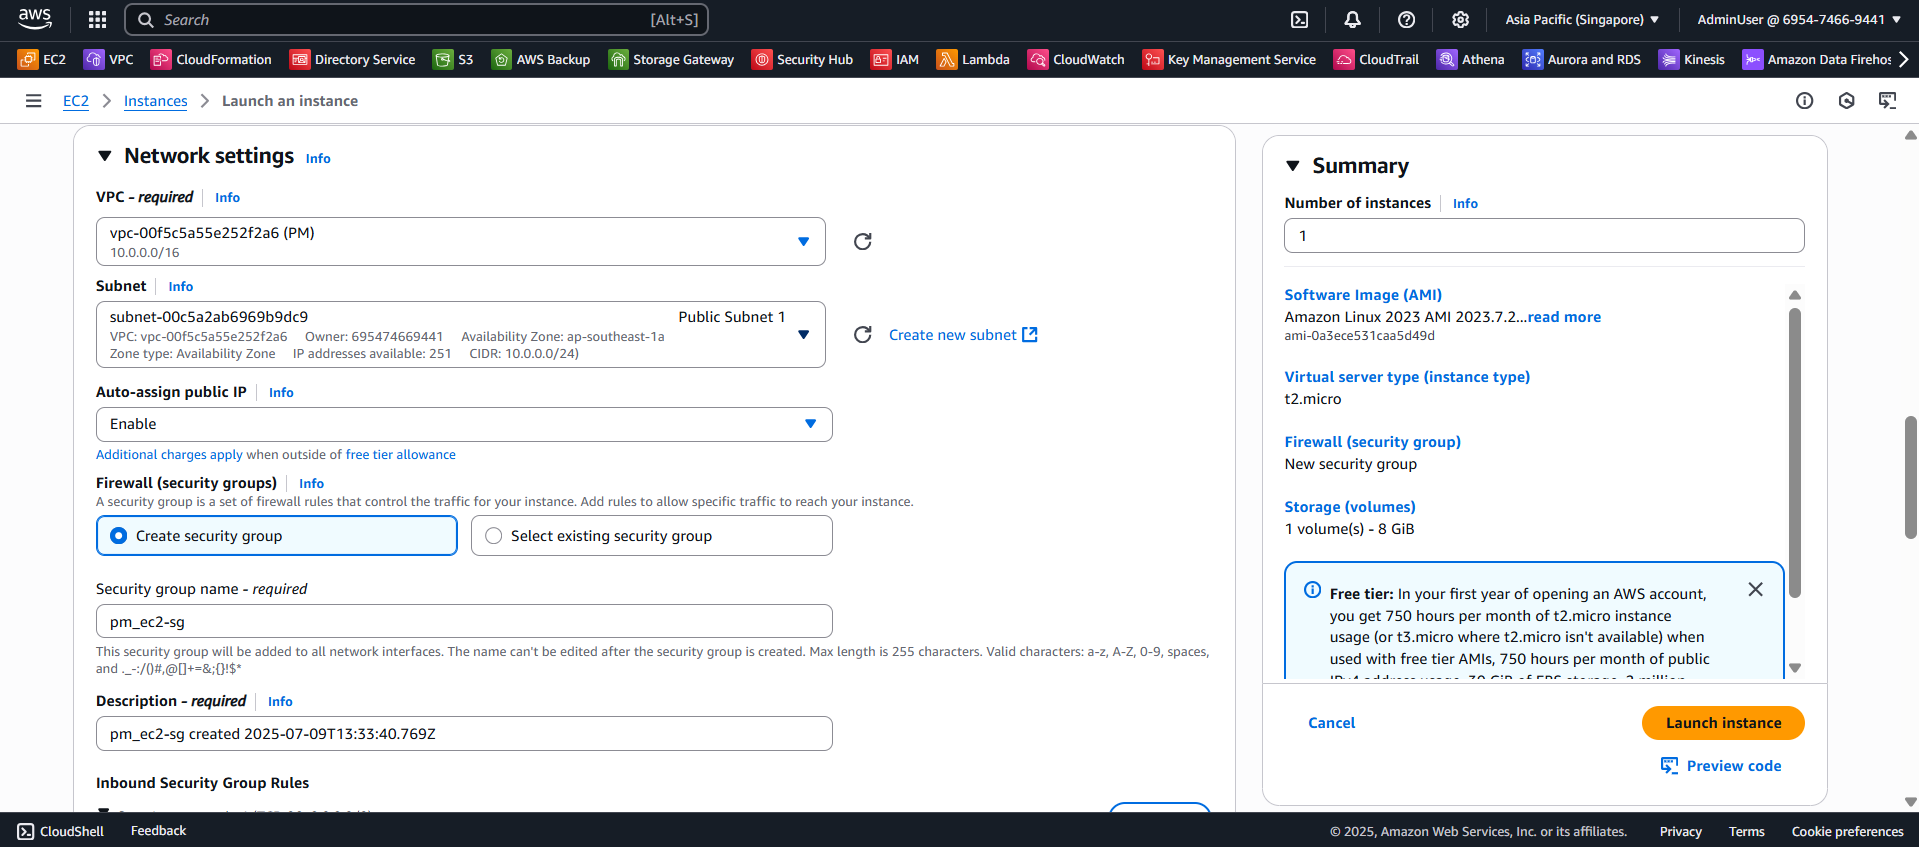 aws
Search [Alt+S]
Asia Pacific (Singapore)
AdminUser @ 6954-7466-9441
EC2 VPC CloudFormation Directory Service S3 AWS Backup Storage Gateway Security Hub IAM Lambda CloudWatch Key Management Service CloudTrail Athena Aurora and RDS Kinesis Amazon Data Firehos
EC2 > Instances > Launch an instance
Network settings Info
VPC - required Info
vpc-00f5c5a55e252f2a6 (PM)
10.0.0.0/16
Subnet Info
subnet-00c5a2ab6969b9dc9 Public Subnet 1
VPC: vpc-00f5c5a55e252f2a6 Owner: 695474669441 Availability Zone: ap-southeast-1a
Zone type: Availability Zone IP addresses available: 251 CIDR: 10.0.0.0/24)
Create new subnet
Auto-assign public IP Info
Enable
Additional charges apply when outside of free tier allowance
Firewall (security groups) Info
A security group is a set of firewall rules that control the traffic for your instance. Add rules to allow specific traffic to reach your instance.
Create security group
Select existing security group
Security group name - required
pm_ec2-sg
This security group will be added to all network interfaces. The name can't be edited after the security group is created. Max length is 255 characters. Valid characters: a-z, A-Z, 0-9, spaces,
and ._-:/()#,@[]+=&;{}!$*
Description - required Info
pm_ec2-sg created 2025-07-09T13:33:40.769Z
Inbound Security Group Rules
Summary
Number of instances Info
1
Software Image (AMI)
Amazon Linux 2023 AMI 2023.7.2...read more
ami-0a3ece531caa5d49d
Virtual server type (instance type)
t2.micro
Firewall (security group)
New security group
Storage (volumes)
1 volume(s) - 8 GiB
Free tier: In your first year of opening an AWS account,
you get 750 hours per month of t2.micro instance
usage (or t3.micro where t2.micro isn't available) when
used with free tier AMIs, 750 hours per month of public
IPv4 address usage, 30 GiB of EBS storage, 2 million
Cancel
Launch instance
Preview code
CloudShell Feedback
© 2025, Amazon Web Services, Inc. or its affiliates. Privacy Terms Cookie preferences